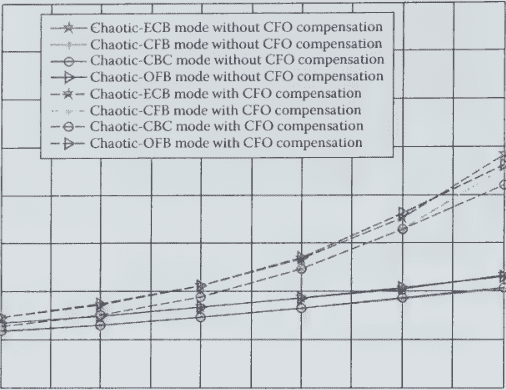 Chaotic-ECB mode without CFO compensation
Chaotic-CFB mode without CFO compensation
Chaotic-CBC mode without CFO compensation
Chaotic-OFB mode without CFO compensation
Chaotic-ECB mode with CFO compensation
Chaotic-CFB mode with CFO compensation
Chaotic-CBC mode with CFO compensation
Chaotic-OFB mode with CFO compensation